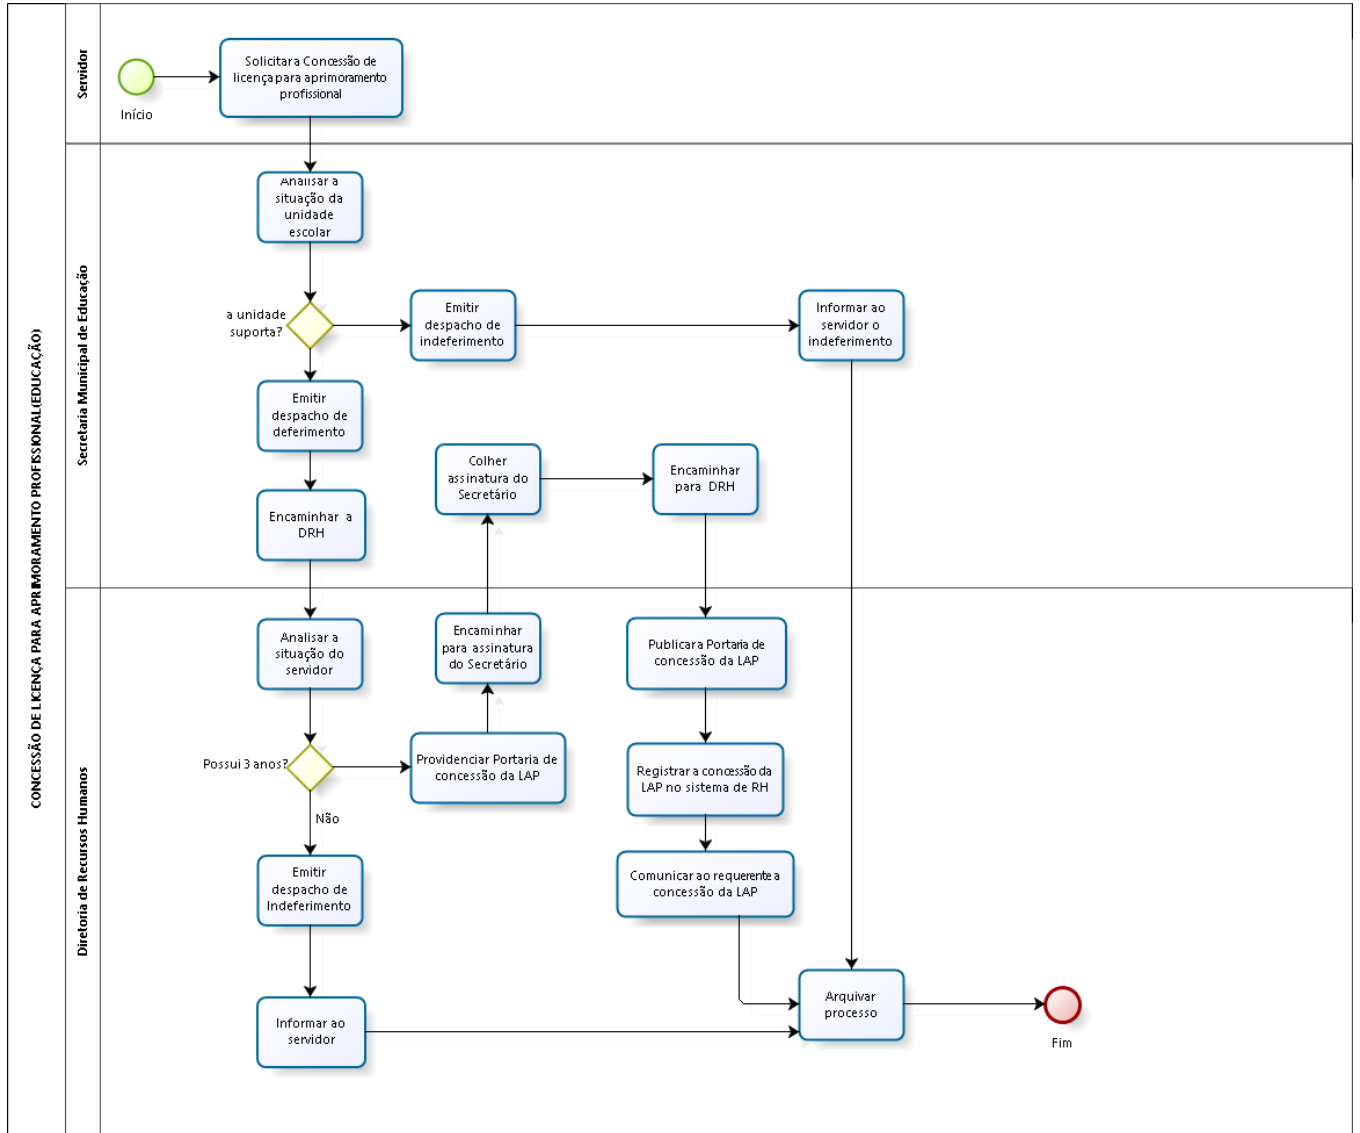 CONCESSÃO DE LICENÇA PARA APRIMORAMENTO PROFISSIONAL(EDUCAÇÃO)
Servidor
Início
Solicitar a Concessão de
licença para aprimoramento
profissional
Secretaria Municipal de Educação
Analisar a
situação da
unidade
escolar
a unidade
suporta?
Emitir
despacho de
indeferimento
Informar ao
servidor o
indeferimento
Emitir
despacho de
deferimento
Colher
assinatura do
Secretário
Encaminhar
para DRH
Encaminhar a
DRH
Diretoria de Recursos Humanos
Analisar a
situação do
servidor
Encaminhar
para assinatura
do Secretário
Publicar a Portaria de
concessão da LAP
Possui 3 anos?
Providenciar Portaria de
concessão da LAP
Registrar a concessão da
LAP no sistema de RH
Não
Emitir
despacho de
Indeferimento
Comunicar ao requerente a
concessão da LAP
Informar ao
servidor
Arquivar
processo
Fim